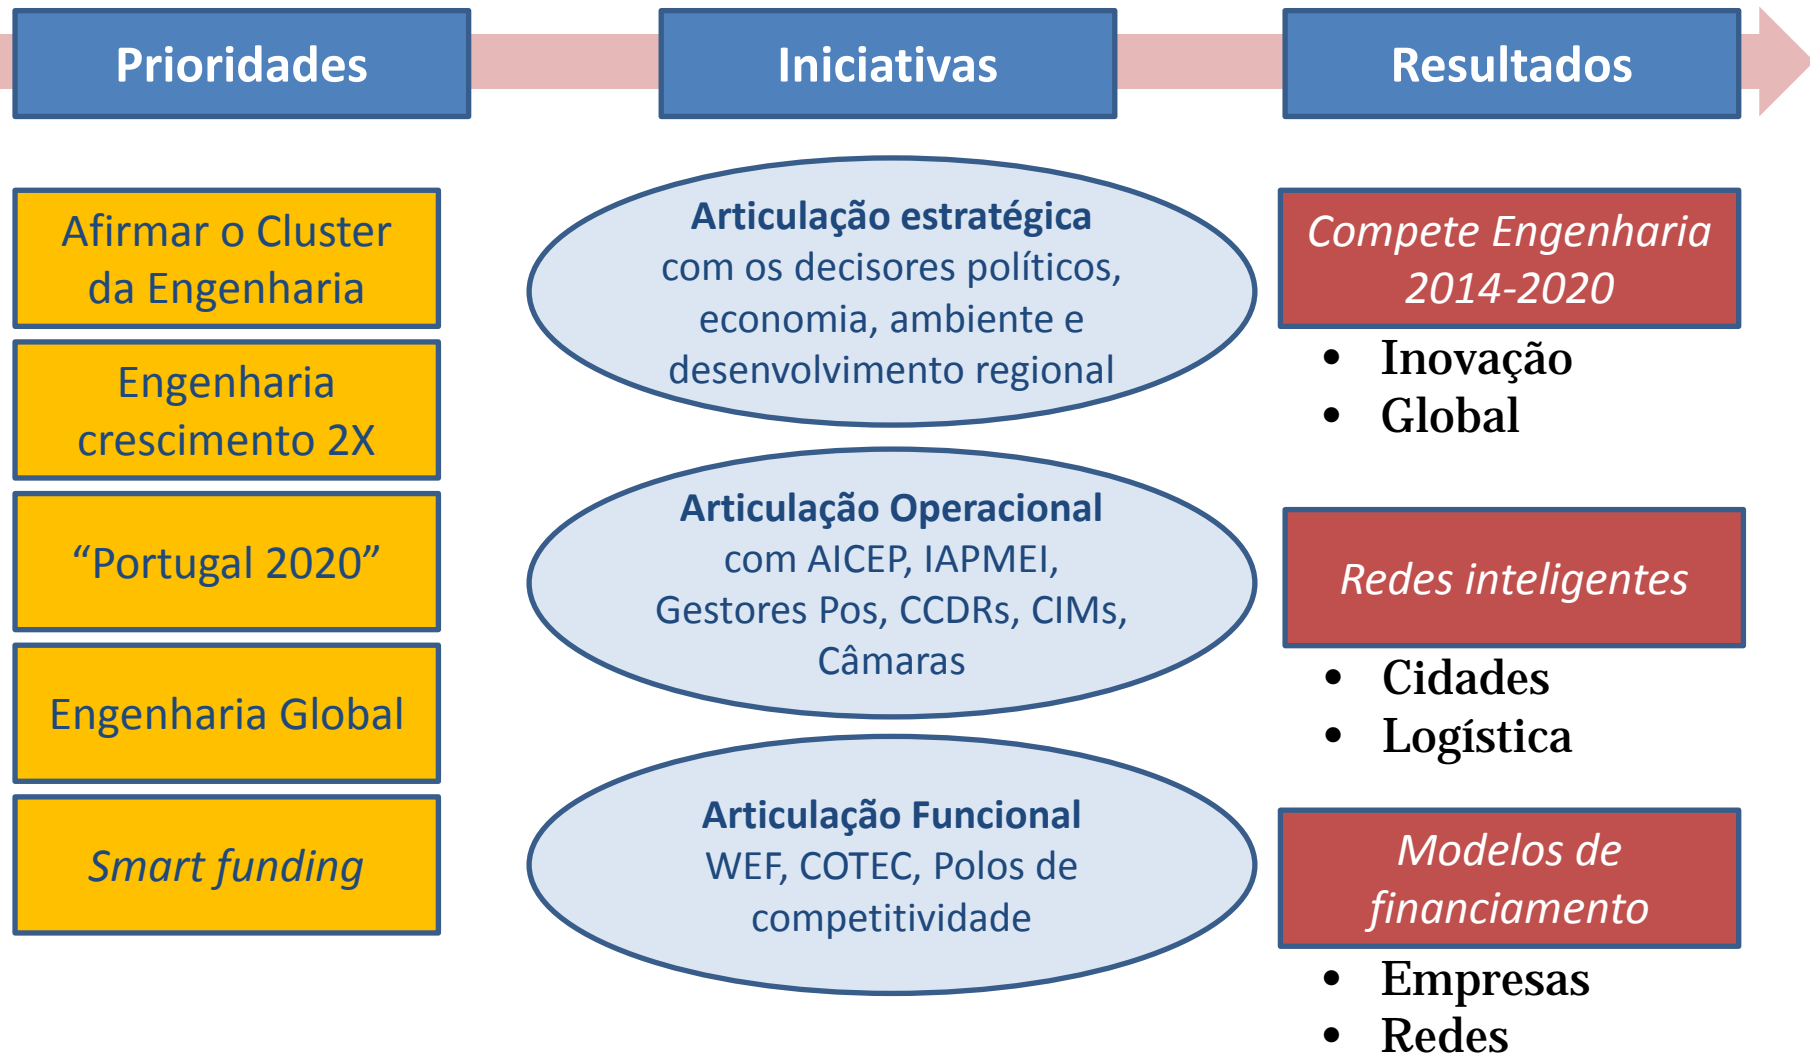 Prioridades
Iniciativas
Resultados
Afirmar o Cluster
da Engenharia
Engenharia
crescimento 2X
“Portugal 2020”
Engenharia Global
Smart funding
Articulação estratégica
com os decisores políticos,
economia, ambiente e
desenvolvimento regional
Articulação Operacional
com AICEP, IAPMEI,
Gestores Pos, CCDRs, CIMs,
Câmaras
Articulação Funcional
WEF, COTEC, Polos de
competitividade
Compete Engenharia
2014-2020
• Inovação
• Global
Redes inteligentes
• Cidades
• Logística
Modelos de
financiamento
• Empresas
• Redes